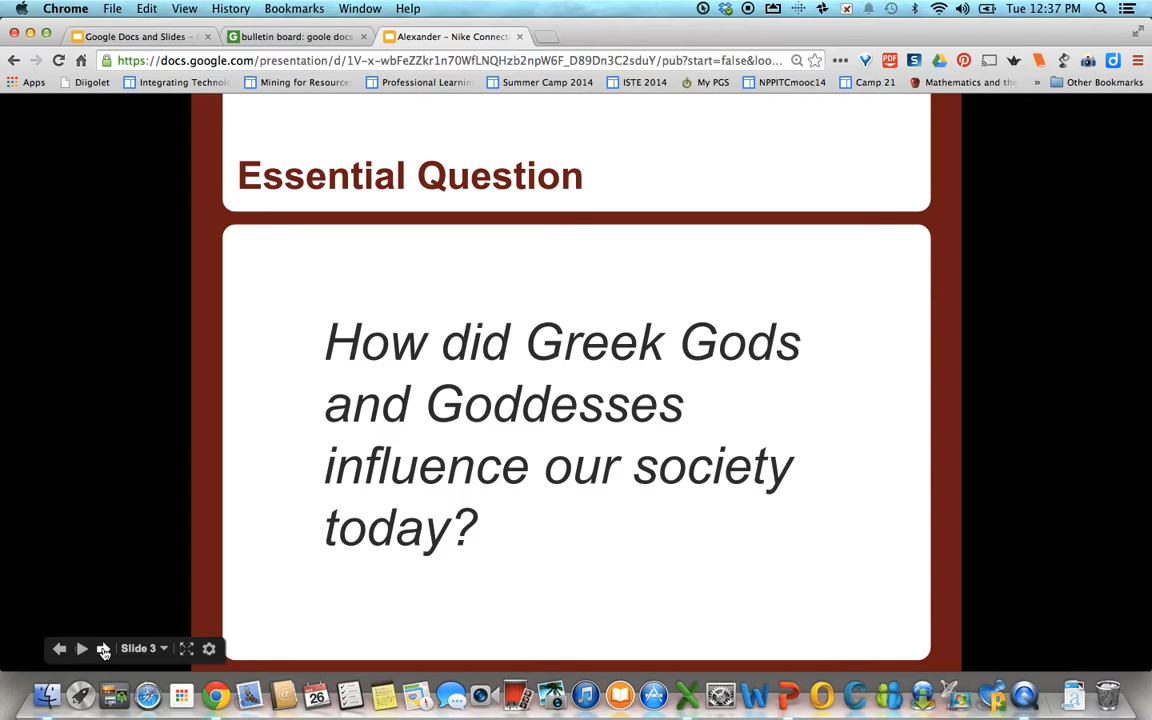 Chrome File Edit View History Bookmarks Window Help Tue 12:37 PM
Google Docs and Slides - bulletin board: goole docs Alexander - Nike Connect
https://docs.google.com/presentation/d/1V-x-wbFeZZkr1n70WfLNQHzb2npW6F_D89Dn3C2sduY/pub?start=false&loo...
Apps Diigolet Integrating Technol Mining for Resource Professional Learnin Summer Camp 2014 ISTE 2014 My PGS NPPITCmooc14 Camp 21 Mathematics and the » Other Bookmarks
Essential Question
How did Greek Gods
and Goddesses
influence our society
today?
Slide 3